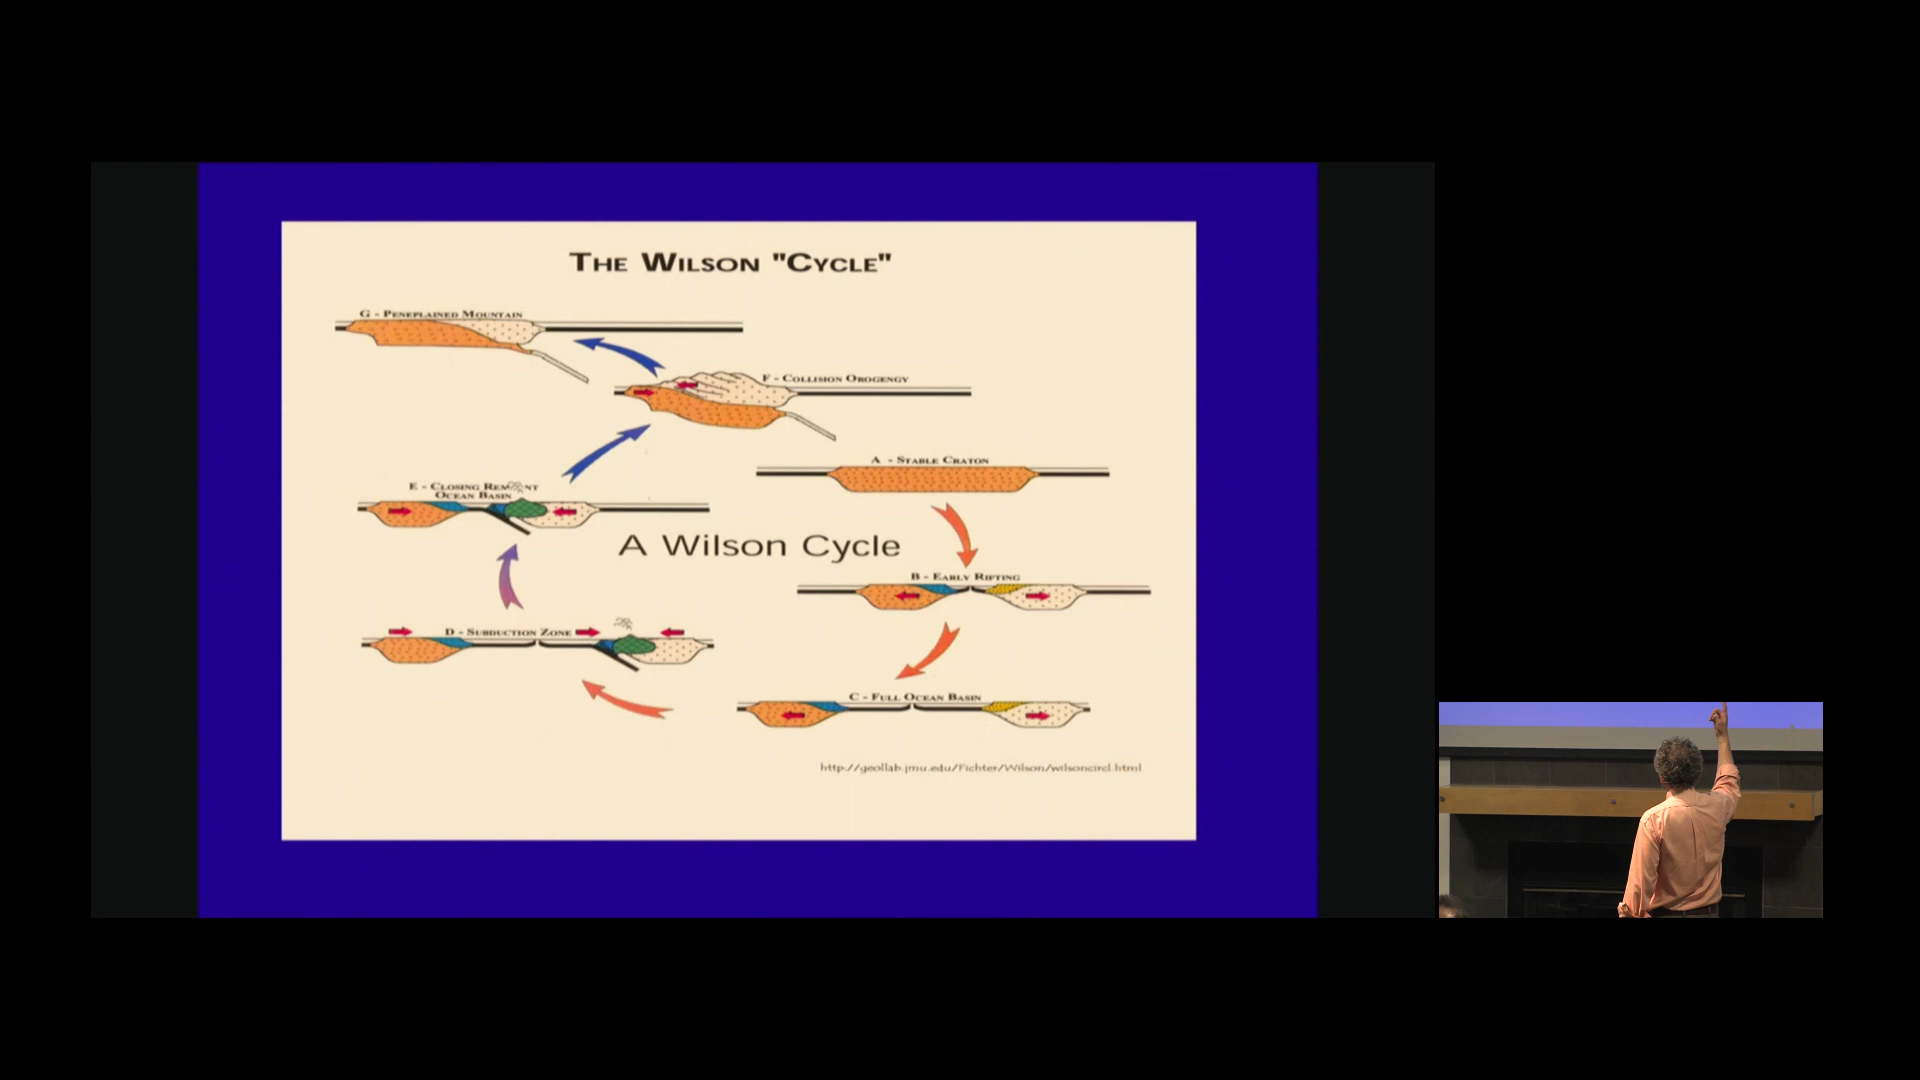 THE WILSON "CYCLE"
G - PENEPLAINED MOUNTAIN
F - COLLISION OROGENGY
A - STABLE CRATON
E - CLOSING REMNANT
OCEAN BASIN
A Wilson Cycle
B - EARLY RIFTING
D - SUBDUCTION ZONE
C - FULL OCEAN BASIN
http://geollab.jmu.edu/Fichter/Wilson/wilsoncircl.html